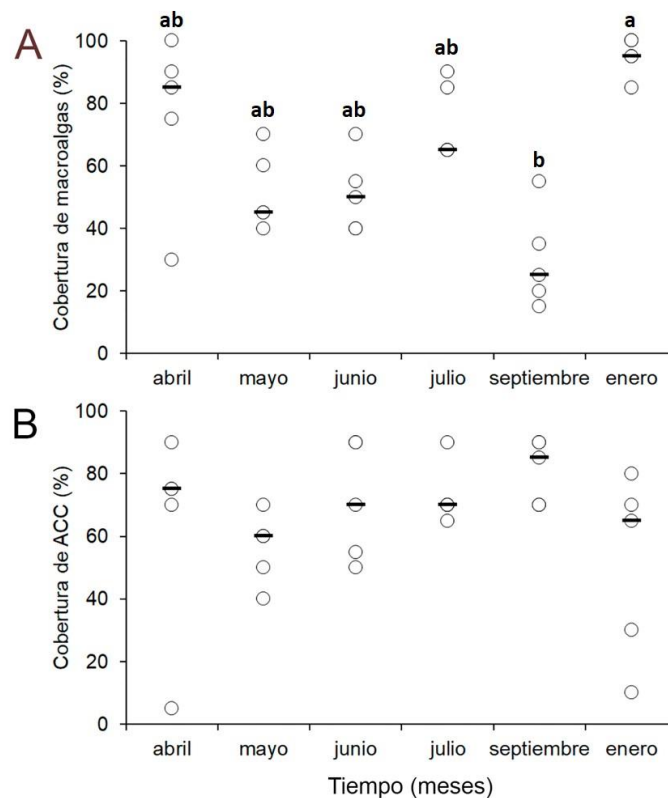 A
Cobertura de macroalgas (%)
100
80
60
40
20
0
ab
ab
ab
ab
b
a
abril mayo junio julio septiembre enero
B
Cobertura de ACC (%)
100
80
60
40
20
0
abril mayo junio julio septiembre enero
Tiempo (meses)